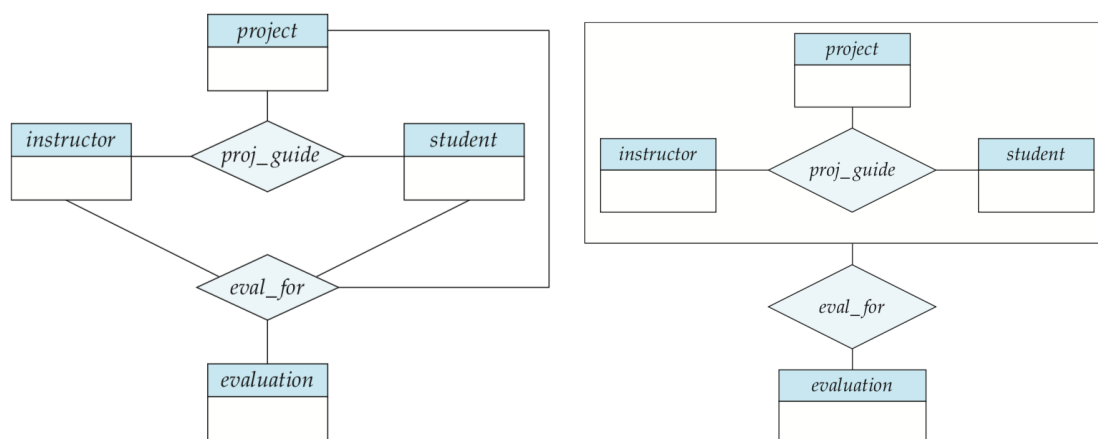 project
instructor
proj_guide
student
eval_for
evaluation
project
instructor
proj_guide
student
eval_for
evaluation